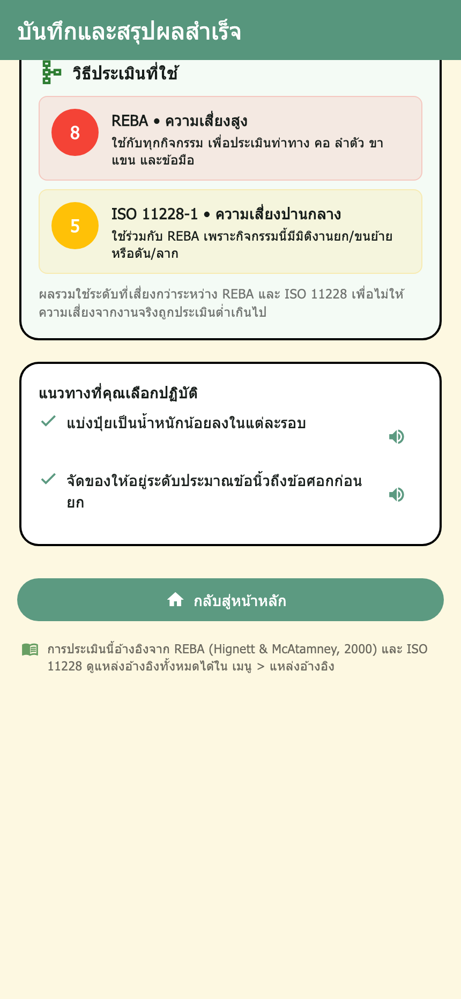 บันทึกและสรุปผลสำเร็จ
วิธีประเมินที่ใช้
8
REBA • ความเสี่ยงสูง
ใช้กับทุกกิจกรรม เพื่อประเมินท่าทาง คอ ลำตัว ขา
แขน และข้อมือ
5
ISO 11228-1 • ความเสี่ยงปานกลาง
ใช้ร่วมกับ REBA เพราะกิจกรรมนี้มีมิติงานยก/ขนย้าย
หรือดัน/ลาก
ผลรวมใช้ระดับที่เสี่ยงกว่าระหว่าง REBA และ ISO 11228 เพื่อไม่ให้
ความเสี่ยงจากงานจริงถูกประเมินต่ำเกินไป
แนวทางที่คุณเลือกปฏิบัติ
แบ่งปุ๋ยเป็นน้ำหนักน้อยลงในแต่ละรอบ
จัดของให้อยู่ระดับประมาณข้อนิ้วถึงข้อศอกก่อน
ยก
กลับสู่หน้าหลัก
การประเมินนี้อ้างอิงจาก REBA (Hignett & McAtamney, 2000) และ ISO
11228 ดูแหล่งอ้างอิงทั้งหมดได้ใน เมนู > แหล่งอ้างอิง